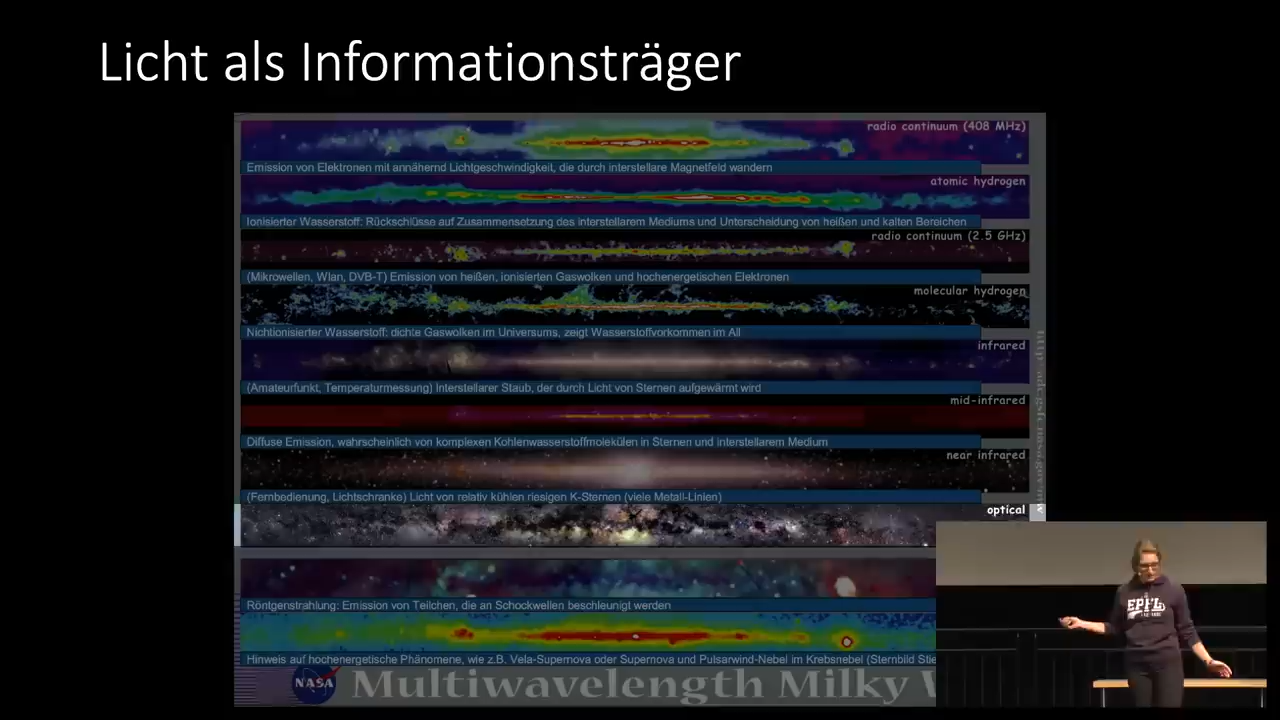 Licht als Informationsträger
radio continuum (408 MHz)
Emission von Elektronen mit annähernd Lichtgeschwindigkeit, die durch interstellare Magnetfeld wandern
atomic hydrogen
Ionisierter Wasserstoff: Rückschlüsse auf Zusammensetzung des interstellarem Mediums und Unterscheidung von heißen und kalten Bereichen
radio continuum (2.5 GHz)
(Mikrowellen, Wlan, DVB-T) Emission von heißen, ionisierten Gaswolken und hochenergetischen Elektronen
molecular hydrogen
Nichtionisierter Wasserstoff: dichte Gaswolken im Universums, zeigt Wasserstoffvorkommen im All
infrared
(Amateurfunkt, Temperaturmessung) Interstellarer Staub, der durch Licht von Sternen aufgewärmt wird
mid-infrared
Diffuse Emission, wahrscheinlich von komplexen Kohlenwasserstoffmolekülen in Sternen und interstellarem Medium
near infrared
(Fernbedienung, Lichtschranke) Licht von relativ kühlen riesigen K-Sternen (viele Metall-Linien)
optical
Röntgenstrahlung: Emission von Teilchen, die an Schockwellen beschleunigt werden
Hinweis auf hochenergetische Phänomene, wie z.B. Vela-Supernova oder Supernova und Pulsarwind-Nebel im Krebsnebel (Sternbild Stie
NASA
Multiwavelength Milky W
EPFL